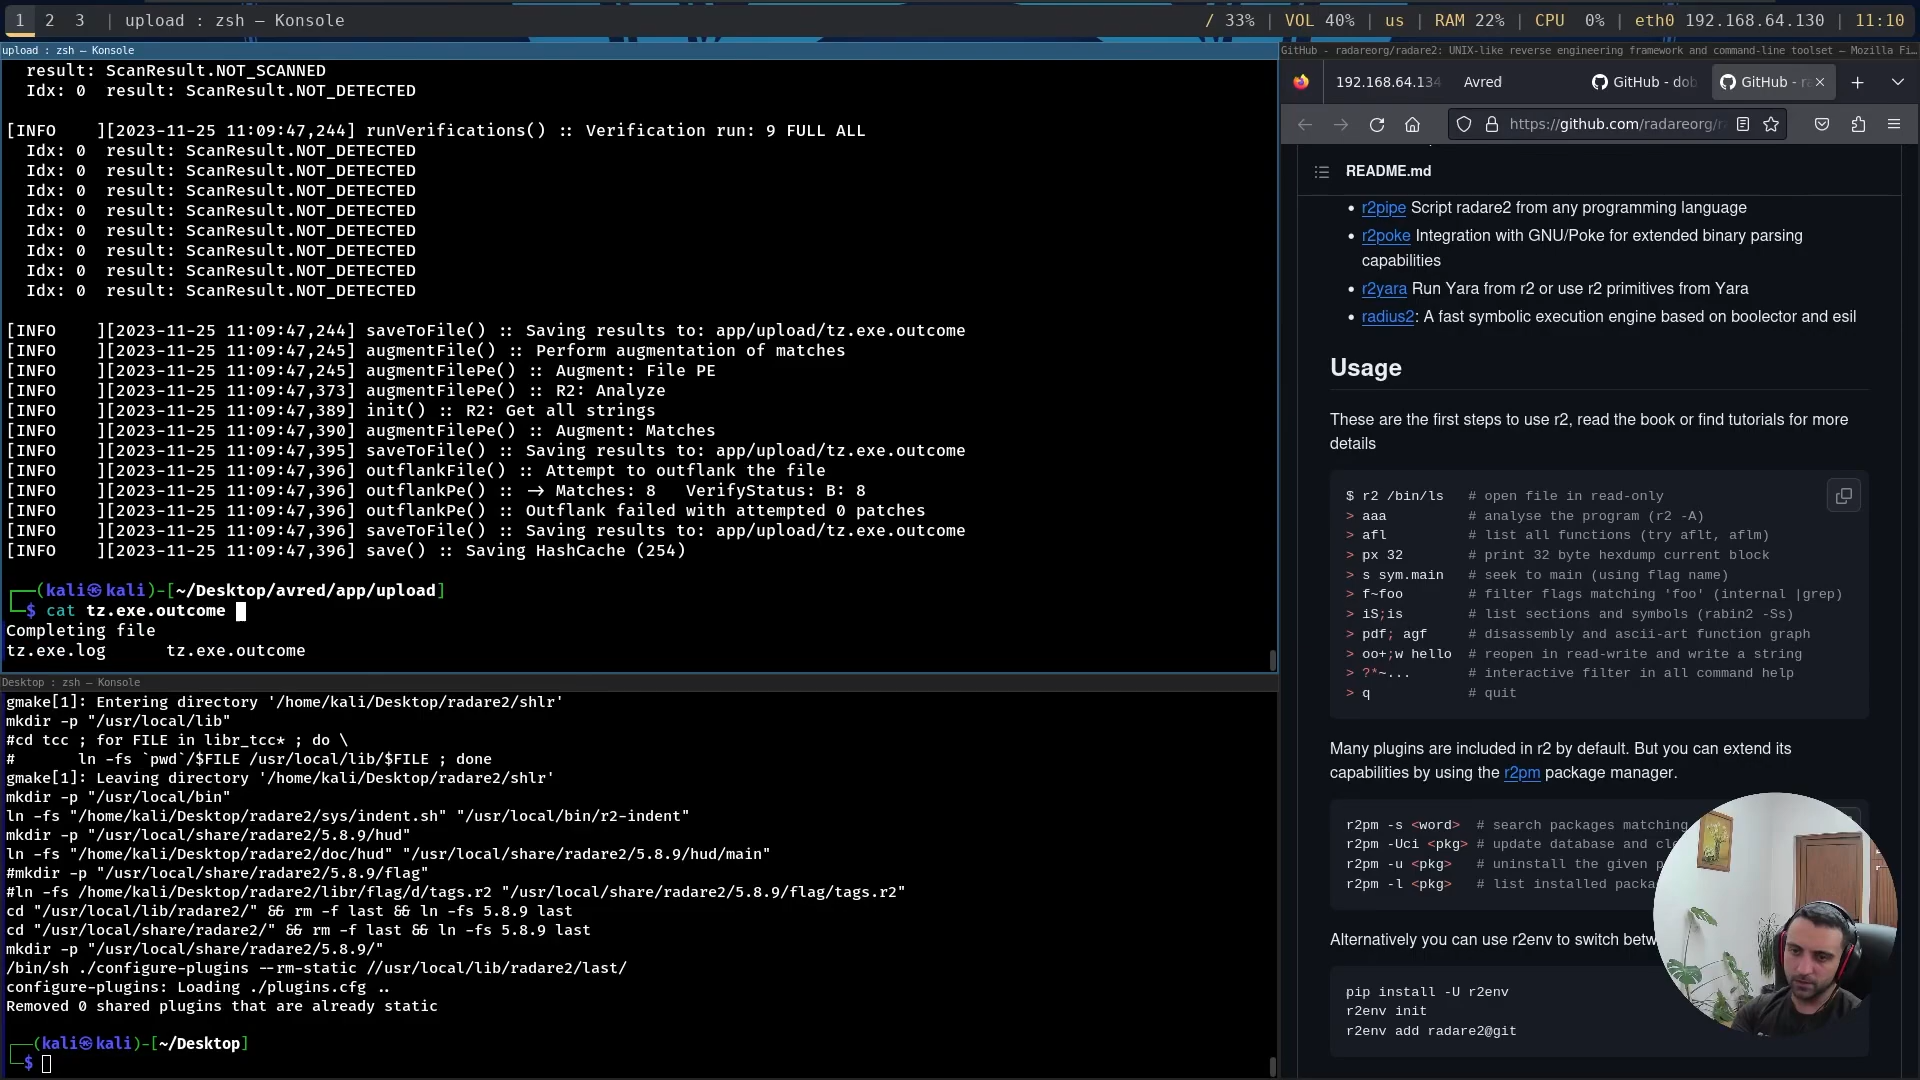 1 2 3 | upload : zsh — Konsole
/ 33% | VOL 40% | us | RAM 22% | CPU 0% | eth0 192.168.64.130 | 11:10
upload : zsh — Konsole
result: ScanResult.NOT_SCANNED
Idx: 0 result: ScanResult.NOT_DETECTED
[INFO ][2023-11-25 11:09:47,244] runVerifications() :: Verification run: 9 FULL ALL
Idx: 0 result: ScanResult.NOT_DETECTED
Idx: 0 result: ScanResult.NOT_DETECTED
Idx: 0 result: ScanResult.NOT_DETECTED
Idx: 0 result: ScanResult.NOT_DETECTED
Idx: 0 result: ScanResult.NOT_DETECTED
Idx: 0 result: ScanResult.NOT_DETECTED
Idx: 0 result: ScanResult.NOT_DETECTED
Idx: 0 result: ScanResult.NOT_DETECTED
[INFO ][2023-11-25 11:09:47,244] saveToFile() :: Saving results to: app/upload/tz.exe.outcome
[INFO ][2023-11-25 11:09:47,245] augmentFile() :: Perform augmentation of matches
[INFO ][2023-11-25 11:09:47,245] augmentFilePe() :: Augment: File PE
[INFO ][2023-11-25 11:09:47,373] augmentFilePe() :: R2: Analyze
[INFO ][2023-11-25 11:09:47,389] init() :: R2: Get all strings
[INFO ][2023-11-25 11:09:47,390] augmentFilePe() :: Augment: Matches
[INFO ][2023-11-25 11:09:47,395] saveToFile() :: Saving results to: app/upload/tz.exe.outcome
[INFO ][2023-11-25 11:09:47,396] outflankFile() :: Attempt to outflank the file
[INFO ][2023-11-25 11:09:47,396] outflankPe() :: -> Matches: 8 VerifyStatus: B: 8
[INFO ][2023-11-25 11:09:47,396] outflankPe() :: Outflank failed with attempted 0 patches
[INFO ][2023-11-25 11:09:47,396] saveToFile() :: Saving results to: app/upload/tz.exe.outcome
[INFO ][2023-11-25 11:09:47,396] save() :: Saving HashCache (254)
┌──(kali㉿kali)-[~/Desktop/avred/app/upload]
└─$ cat tz.exe.outcome
Completing file
tz.exe.log tz.exe.outcome
Desktop : zsh — Konsole
gmake[1]: Entering directory '/home/kali/Desktop/radare2/shlr'
mkdir -p "/usr/local/lib"
#cd tcc ; for FILE in libr_tcc* ; do \
# ln -fs `pwd`/$FILE /usr/local/lib/$FILE ; done
gmake[1]: Leaving directory '/home/kali/Desktop/radare2/shlr'
mkdir -p "/usr/local/bin"
ln -fs "/home/kali/Desktop/radare2/sys/indent.sh" "/usr/local/bin/r2-indent"
mkdir -p "/usr/local/share/radare2/5.8.9/hud"
ln -fs "/home/kali/Desktop/radare2/doc/hud" "/usr/local/share/radare2/5.8.9/hud/main"
#mkdir -p "/usr/local/share/radare2/5.8.9/flag"
#ln -fs /home/kali/Desktop/radare2/libr/flag/d/tags.r2 "/usr/local/share/radare2/5.8.9/flag/tags.r2"
cd "/usr/local/lib/radare2/" && rm -f last && ln -fs 5.8.9 last
cd "/usr/local/share/radare2/" && rm -f last && ln -fs 5.8.9 last
mkdir -p "/usr/local/share/radare2/5.8.9/"
/bin/sh ./configure-plugins --rm-static //usr/local/lib/radare2/last/
configure-plugins: Loading ./plugins.cfg ..
Removed 0 shared plugins that are already static
┌──(kali㉿kali)-[~/Desktop]
└─$
GitHub - radareorg/radare2: UNIX-like reverse engineering framework and command-line toolset — Mozilla Fi...
192.168.64.134 Avred GitHub - dob GitHub - ra
https://github.com/radareorg/r
README.md
• r2pipe Script radare2 from any programming language
• r2poke Integration with GNU/Poke for extended binary parsing
capabilities
• r2yara Run Yara from r2 or use r2 primitives from Yara
• radius2: A fast symbolic execution engine based on boolector and esil
Usage
These are the first steps to use r2, read the book or find tutorials for more
details
$ r2 /bin/ls # open file in read-only
> aaa # analyse the program (r2 -A)
> afl # list all functions (try aflt, aflm)
> px 32 # print 32 byte hexdump current block
> s sym.main # seek to main (using flag name)
> f~foo # filter flags matching 'foo' (internal |grep)
> iS;is # list sections and symbols (rabin2 -Ss)
> pdf; agf # disassembly and ascii-art function graph
> oo+;w hello # reopen in read-write and write a string
> ?*~... # interactive filter in all command help
> q # quit
Many plugins are included in r2 by default. But you can extend its
capabilities by using the r2pm package manager.
r2pm -s <word> # search packages matching
r2pm -Uci <pkg> # update database and cle
r2pm -u <pkg> # uninstall the given p
r2pm -l <pkg> # list installed packa
Alternatively you can use r2env to switch betw
pip install -U r2env
r2env init
r2env add radare2@git